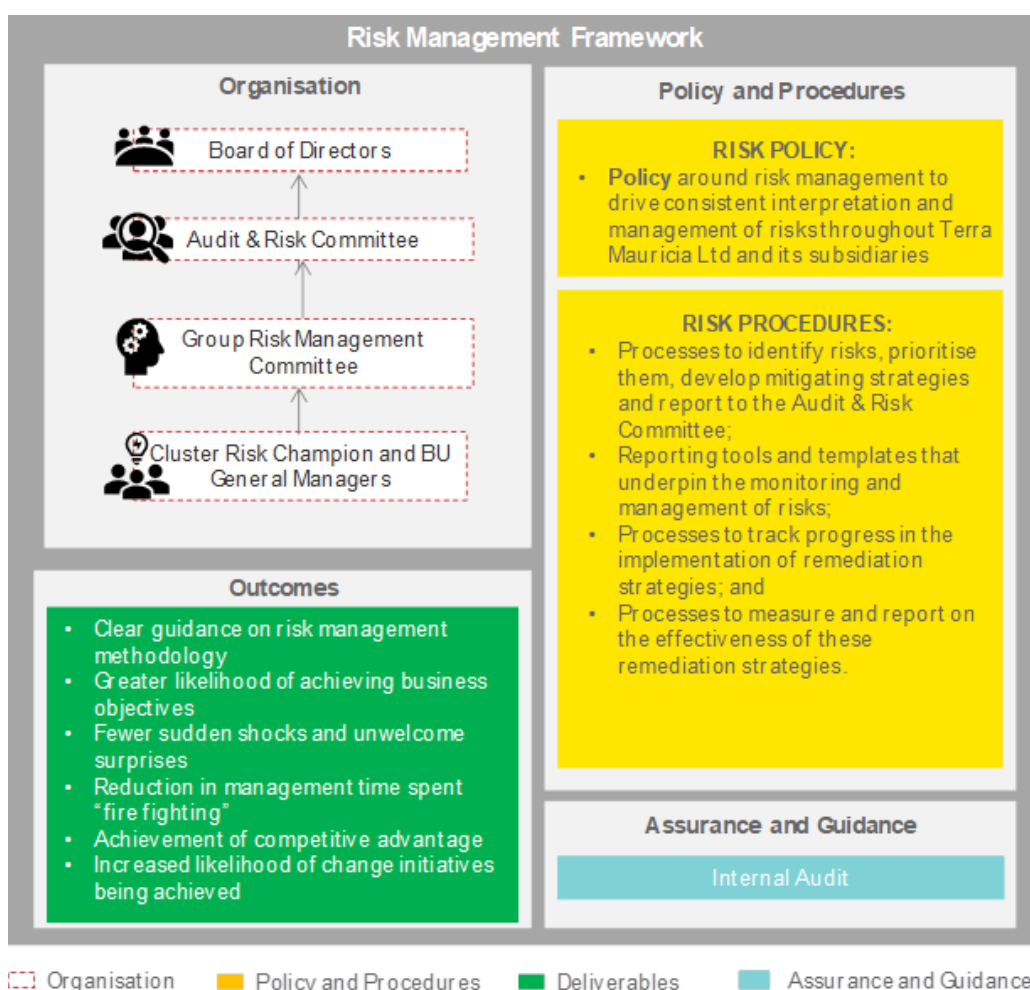 Risk Management Framework
Organisation
Board of Directors
Audit & Risk Committee
Group Risk Management
Committee
Cluster Risk Champion and BU
General Managers
Outcomes
• Clear guidance on risk management
methodology
• Greater likelihood of achieving business
objectives
• Fewer sudden shocks and unwelcome
surprises
• Reduction in management time spent
“fire fighting”
• Achievement of competitive advantage
• Increased likelihood of change initiatives
being achieved
Policy and Procedures
RISK POLICY:
• Policy around risk management to
drive consistent interpretation and
management of risks throughout Terra
Mauricia Ltd and its subsidiaries
RISK PROCEDURES:
• Processes to identify risks, prioritise
them, develop mitigating strategies
and report to the Audit & Risk
Committee;
• Reporting tools and templates that
underpin the monitoring and
management of risks;
• Processes to track progress in the
implementation of remediation
strategies; and
• Processes to measure and report on
the effectiveness of these
remediation strategies.
Assurance and Guidance
Internal Audit
Organisation
Policy and Procedures
Deliverables
Assurance and Guidance